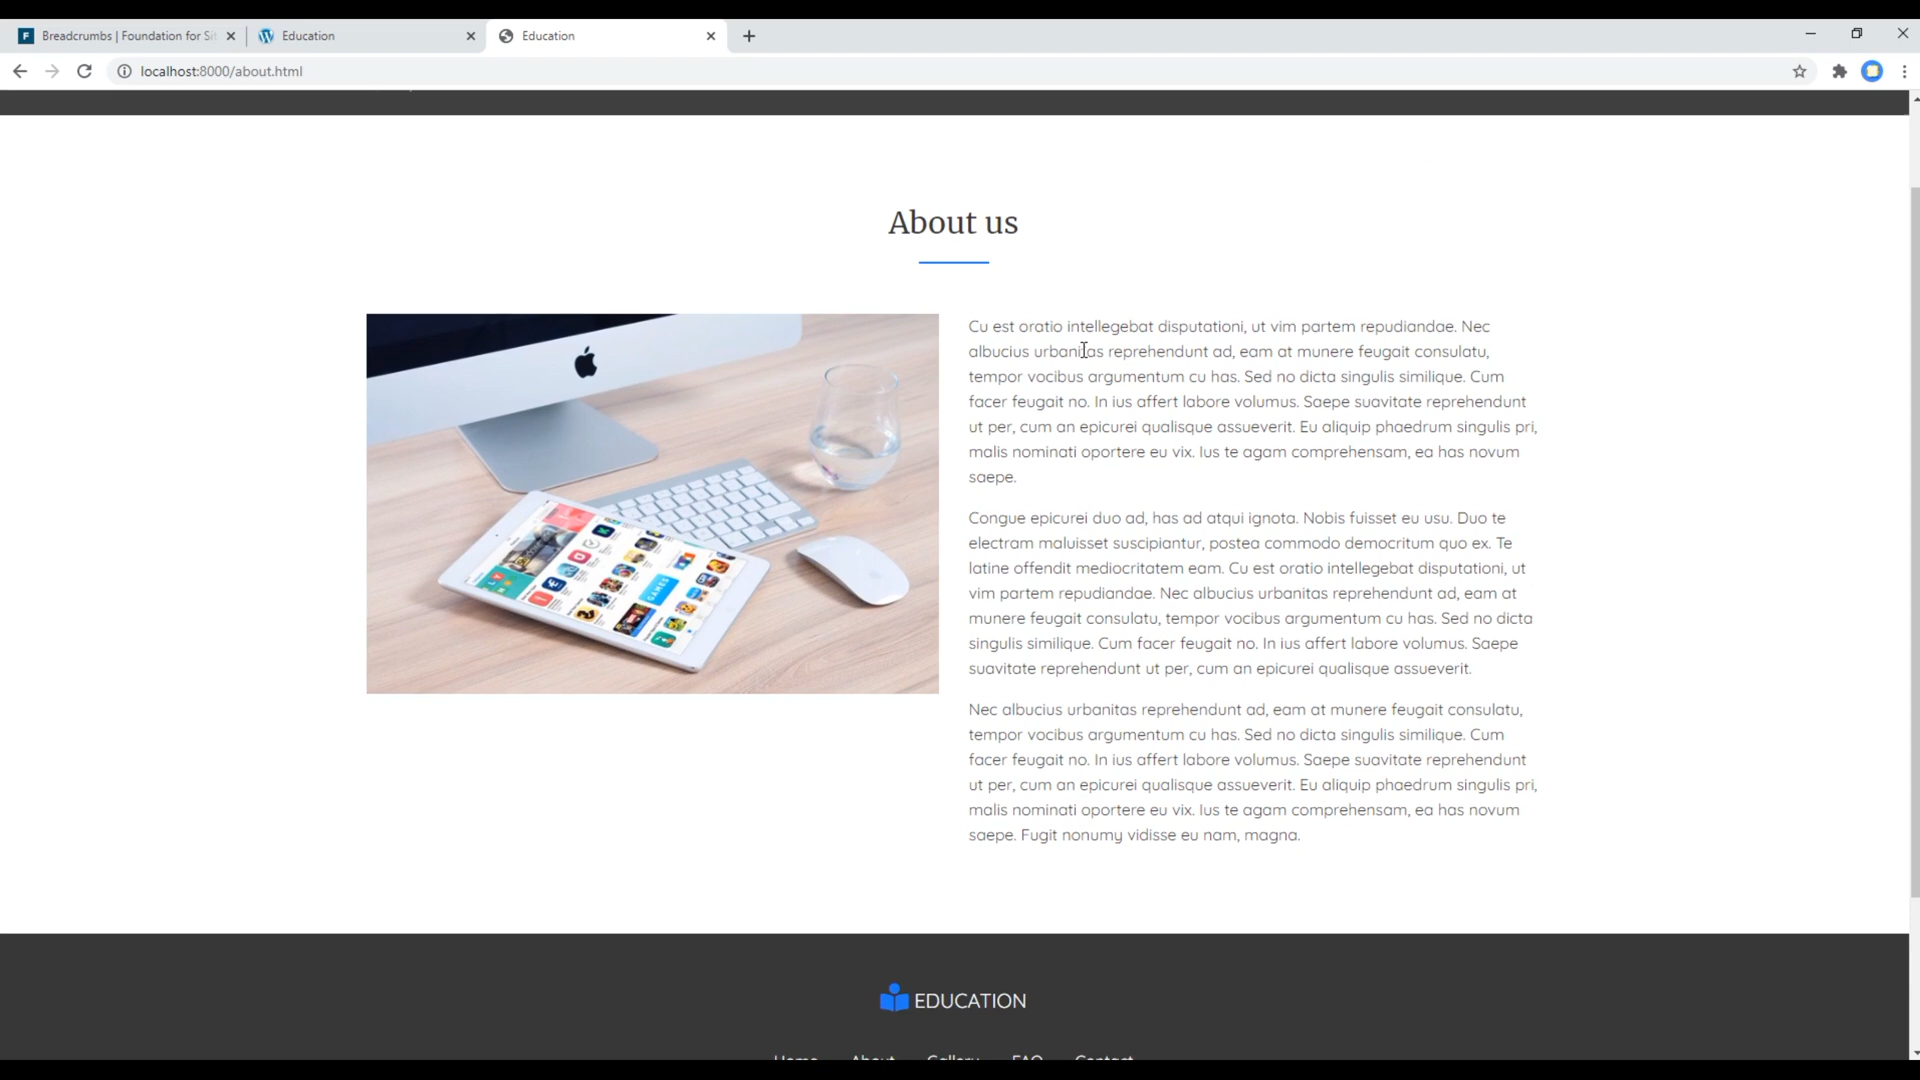 Breadcrumbs | Foundation for Sit
Education
Education
localhost:8000/about.html
About us
Cu est oratio intellegebat disputationi, ut vim partem repudiandae. Nec
albucius urbanitas reprehendunt ad, eam at munere feugait consulatu,
tempor vocibus argumentum cu has. Sed no dicta singulis similique. Cum
facer feugait no. In ius affert labore volumus. Saepe suavitate reprehendunt
ut per, cum an epicurei qualisque assueverit. Eu aliquip phaedrum singulis pri,
malis nominati oportere eu vix. Ius te agam comprehensam, ea has novum
saepe.
Congue epicurei duo ad, has ad atqui ignota. Nobis fuisset eu usu. Duo te
electram maluisset suscipiantur, postea commodo democritum quo ex. Te
latine offendit mediocritatem eam. Cu est oratio intellegebat disputationi, ut
vim partem repudiandae. Nec albucius urbanitas reprehendunt ad, eam at
munere feugait consulatu, tempor vocibus argumentum cu has. Sed no dicta
singulis similique. Cum facer feugait no. In ius affert labore volumus. Saepe
suavitate reprehendunt ut per, cum an epicurei qualisque assueverit.
Nec albucius urbanitas reprehendunt ad, eam at munere feugait consulatu,
tempor vocibus argumentum cu has. Sed no dicta singulis similique. Cum
facer feugait no. In ius affert labore volumus. Saepe suavitate reprehendunt
ut per, cum an epicurei qualisque assueverit. Eu aliquip phaedrum singulis pri,
malis nominati oportere eu vix. Ius te agam comprehensam, ea has novum
saepe. Fugit nonumy vidisse eu nam, magna.
GAMES
EDUCATION
Home About Gallery FAQ Contact